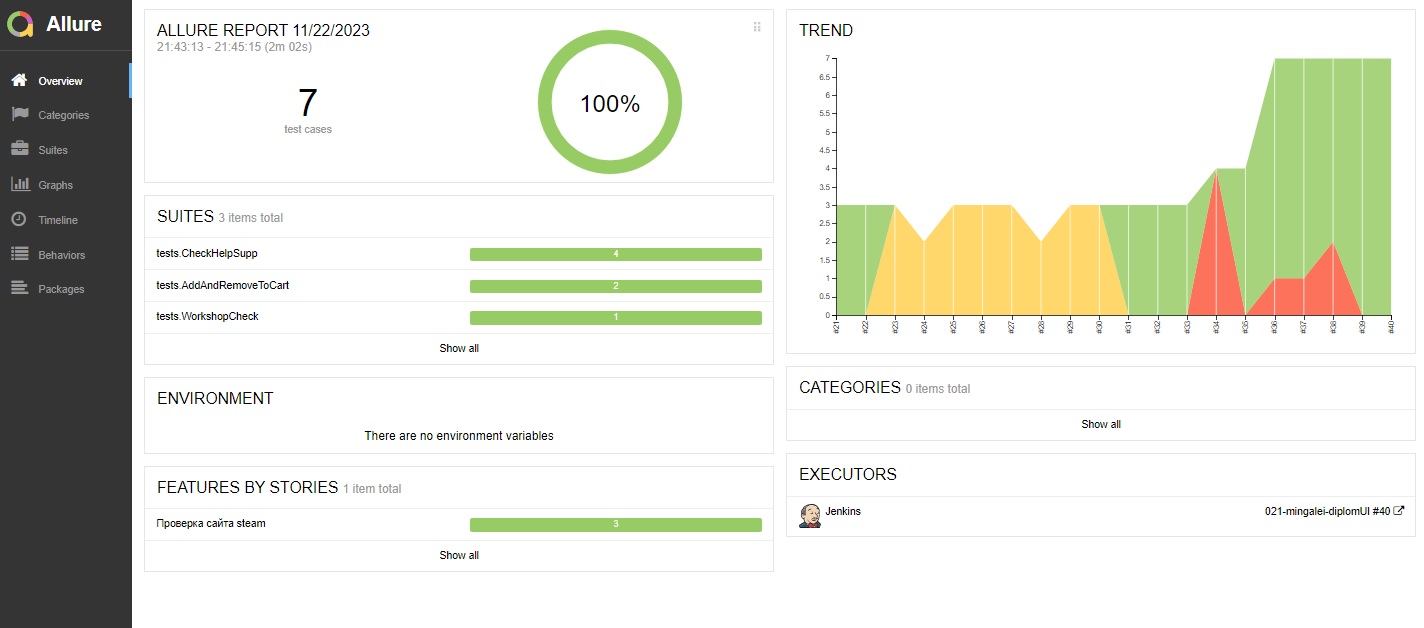 Allure
Overview
Categories
Suites
Graphs
Timeline
Behaviors
Packages
ALLURE REPORT 11/22/2023
21:43:13 - 21:45:15 (2m 02s)
7
test cases
100%
SUITES 3 items total
tests.CheckHelpSupp 4
tests.AddAndRemoveToCart 2
tests.WorkshopCheck 1
Show all
ENVIRONMENT
There are no environment variables
FEATURES BY STORIES 1 item total
Проверка сайта steam 3
Show all
TREND
7
6.5
6
5.5
5
4.5
4
3.5
3
2.5
2
1.5
1
0.5
0
#21 #22 #23 #24 #25 #26 #27 #28 #29 #30 #31 #32 #33 #34 #35 #36 #37 #38 #39 #40
CATEGORIES 0 items total
Show all
EXECUTORS
Jenkins 021-mingalei-diplomUI #40